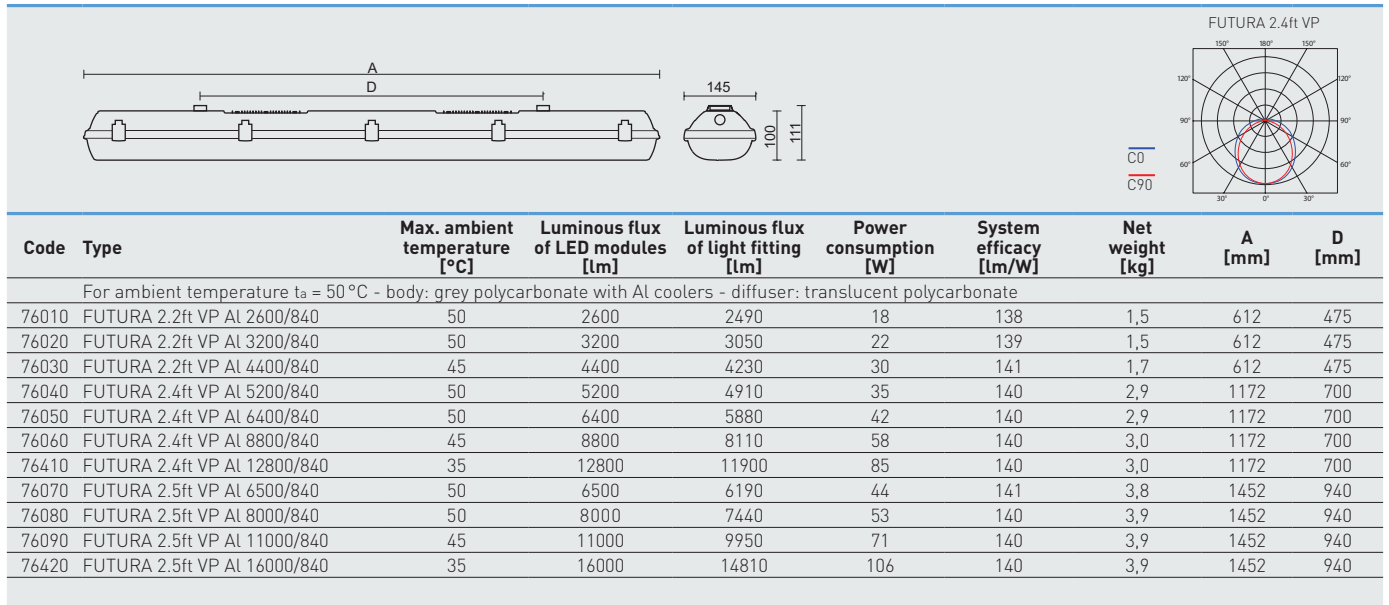 FUTURA 2.4ft VP
150° 180° 150°
120° 120°
90° 90°
60° 60°
30° 0° 30°
C0
C90
A
D
145
100
111
Code Type Max. ambient temperature [°C] Luminous flux of LED modules [lm] Luminous flux of light fitting [lm] Power consumption [W] System efficacy [lm/W] Net weight [kg] A [mm] D [mm]
For ambient temperature ta = 50 °C - body: grey polycarbonate with Al coolers - diffuser: translucent polycarbonate
76010 FUTURA 2.2ft VP Al 2600/840 50 2600 2490 18 138 1,5 612 475
76020 FUTURA 2.2ft VP Al 3200/840 50 3200 3050 22 139 1,5 612 475
76030 FUTURA 2.2ft VP Al 4400/840 45 4400 4230 30 141 1,7 612 475
76040 FUTURA 2.4ft VP Al 5200/840 50 5200 4910 35 140 2,9 1172 700
76050 FUTURA 2.4ft VP Al 6400/840 50 6400 5880 42 140 2,9 1172 700
76060 FUTURA 2.4ft VP Al 8800/840 45 8800 8110 58 140 3,0 1172 700
76410 FUTURA 2.4ft VP Al 12800/840 35 12800 11900 85 140 3,0 1172 700
76070 FUTURA 2.5ft VP Al 6500/840 50 6500 6190 44 141 3,8 1452 940
76080 FUTURA 2.5ft VP Al 8000/840 50 8000 7440 53 140 3,9 1452 940
76090 FUTURA 2.5ft VP Al 11000/840 45 11000 9950 71 140 3,9 1452 940
76420 FUTURA 2.5ft VP Al 16000/840 35 16000 14810 106 140 3,9 1452 940